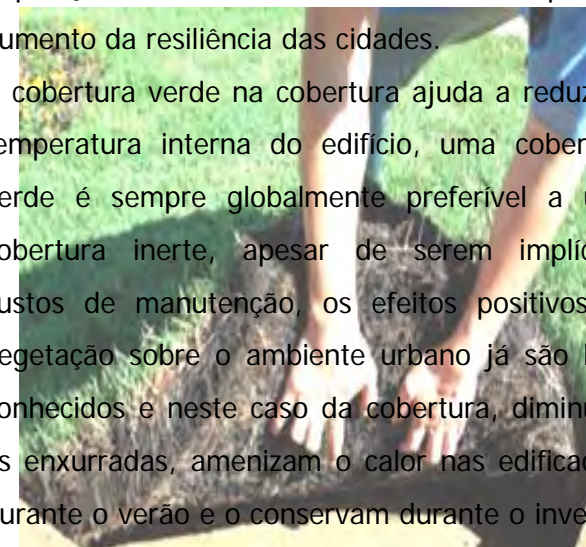 umento da resiliência das cidades.
cobertura verde na cobertura ajuda a reduz
emperatura interna do edifício, uma cober
erde é sempre globalmente preferível a u
obertura inerte, apesar de serem implíc
ustos de manutenção, os efeitos positivos
egetação sobre o ambiente urbano já são
onhecidos e neste caso da cobertura, diminu
s enxurradas, amenizam o calor nas edificaç
urante o verão e o conservam durante o inve